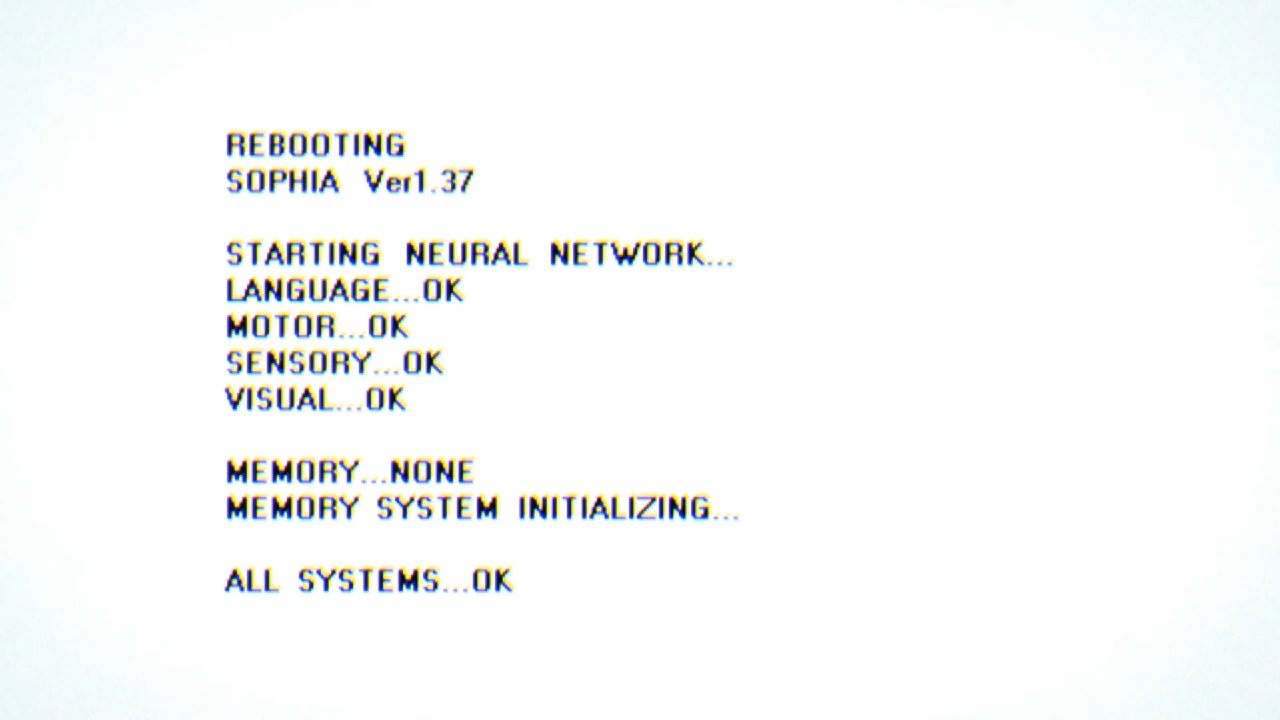 REBOOTING
SOPHIA Ver1.37
STARTING NEURAL NETWORK...
LANGUAGE...OK
MOTOR...OK
SENSORY...OK
VISUAL...OK
MEMORY...NONE
MEMORY SYSTEM INITIALIZING...
ALL SYSTEMS...OK